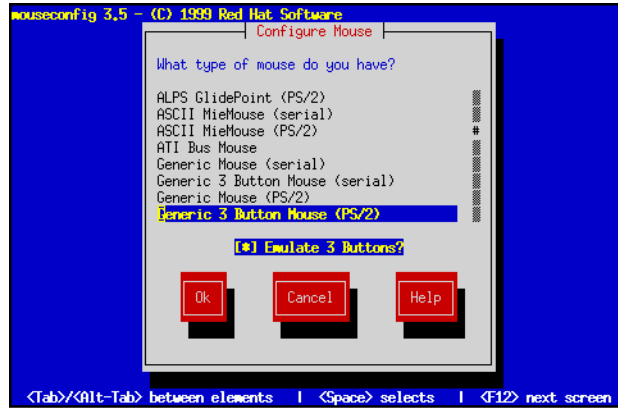 mouseconfig 3.5 - (C) 1999 Red Hat Software
Configure Mouse
What type of mouse do you have?
ALPS GlidePoint (PS/2)
ASCII MieMouse (serial)
ASCII MieMouse (PS/2) #
ATI Bus Mouse
Generic Mouse (serial)
Generic 3 Button Mouse (serial)
Generic Mouse (PS/2)
Generic 3 Button Mouse (PS/2)
[*] Emulate 3 Buttons?
Ok Cancel Help
<Tab>/<Alt-Tab> between elements | <Space> selects | <F12> next screen